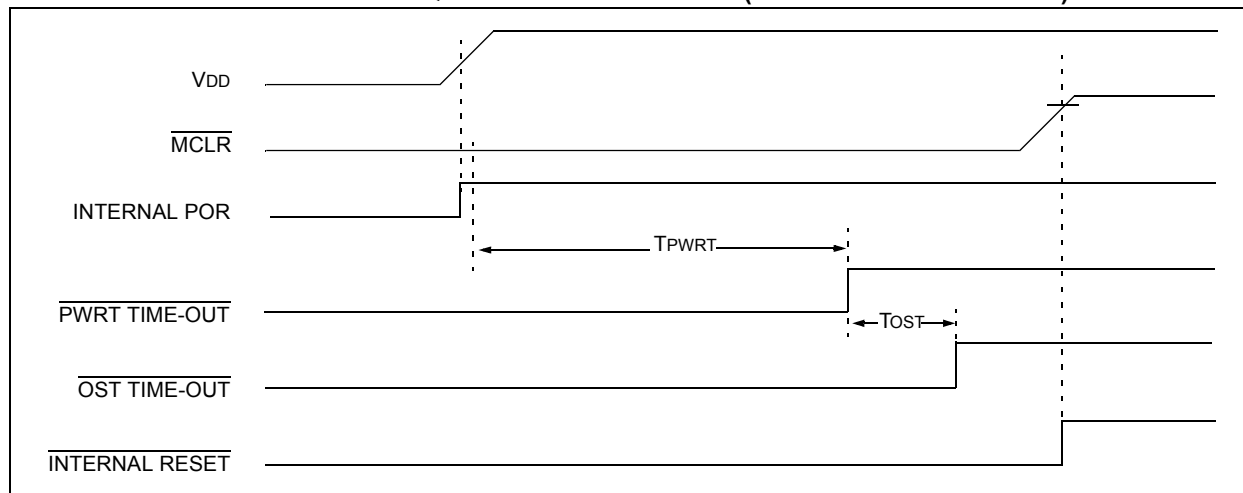 VDD
MCLR
INTERNAL POR
TPWRT
PWRT TIME-OUT
TOST
OST TIME-OUT
INTERNAL RESET